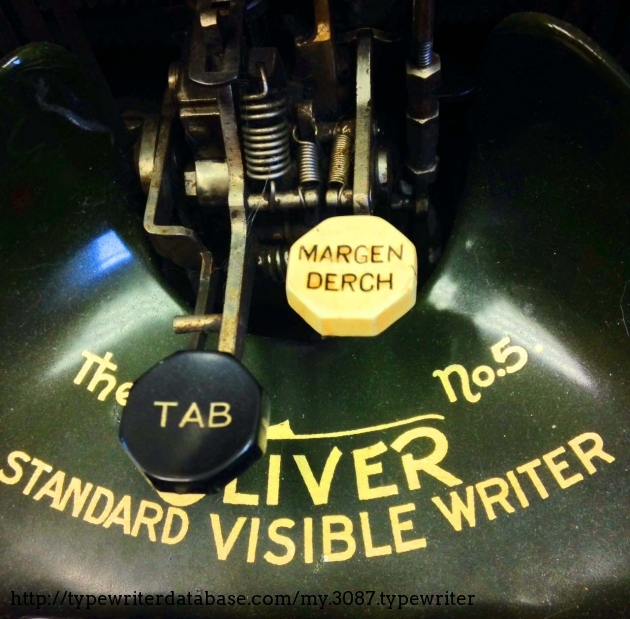 MARGEN
DERCH
TAB
The
No.5.
OLIVER
STANDARD VISIBLE WRITER
http://typewriterdatabase.com/my.3087.typewriter